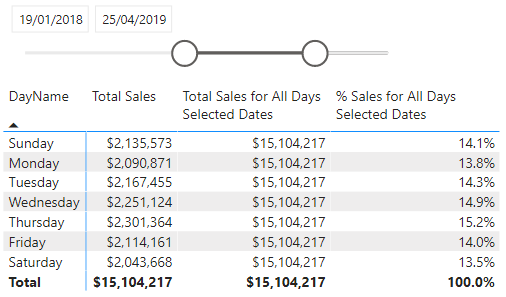 19/01/2018 25/04/2019
DayName Total Sales Total Sales for All Days % Sales for All Days
Selected Dates Selected Dates
Sunday $2,135,573 $15,104,217 14.1%
Monday $2,090,871 $15,104,217 13.8%
Tuesday $2,167,455 $15,104,217 14.3%
Wednesday $2,251,124 $15,104,217 14.9%
Thursday $2,301,364 $15,104,217 15.2%
Friday $2,114,161 $15,104,217 14.0%
Saturday $2,043,668 $15,104,217 13.5%
Total $15,104,217 $15,104,217 100.0%